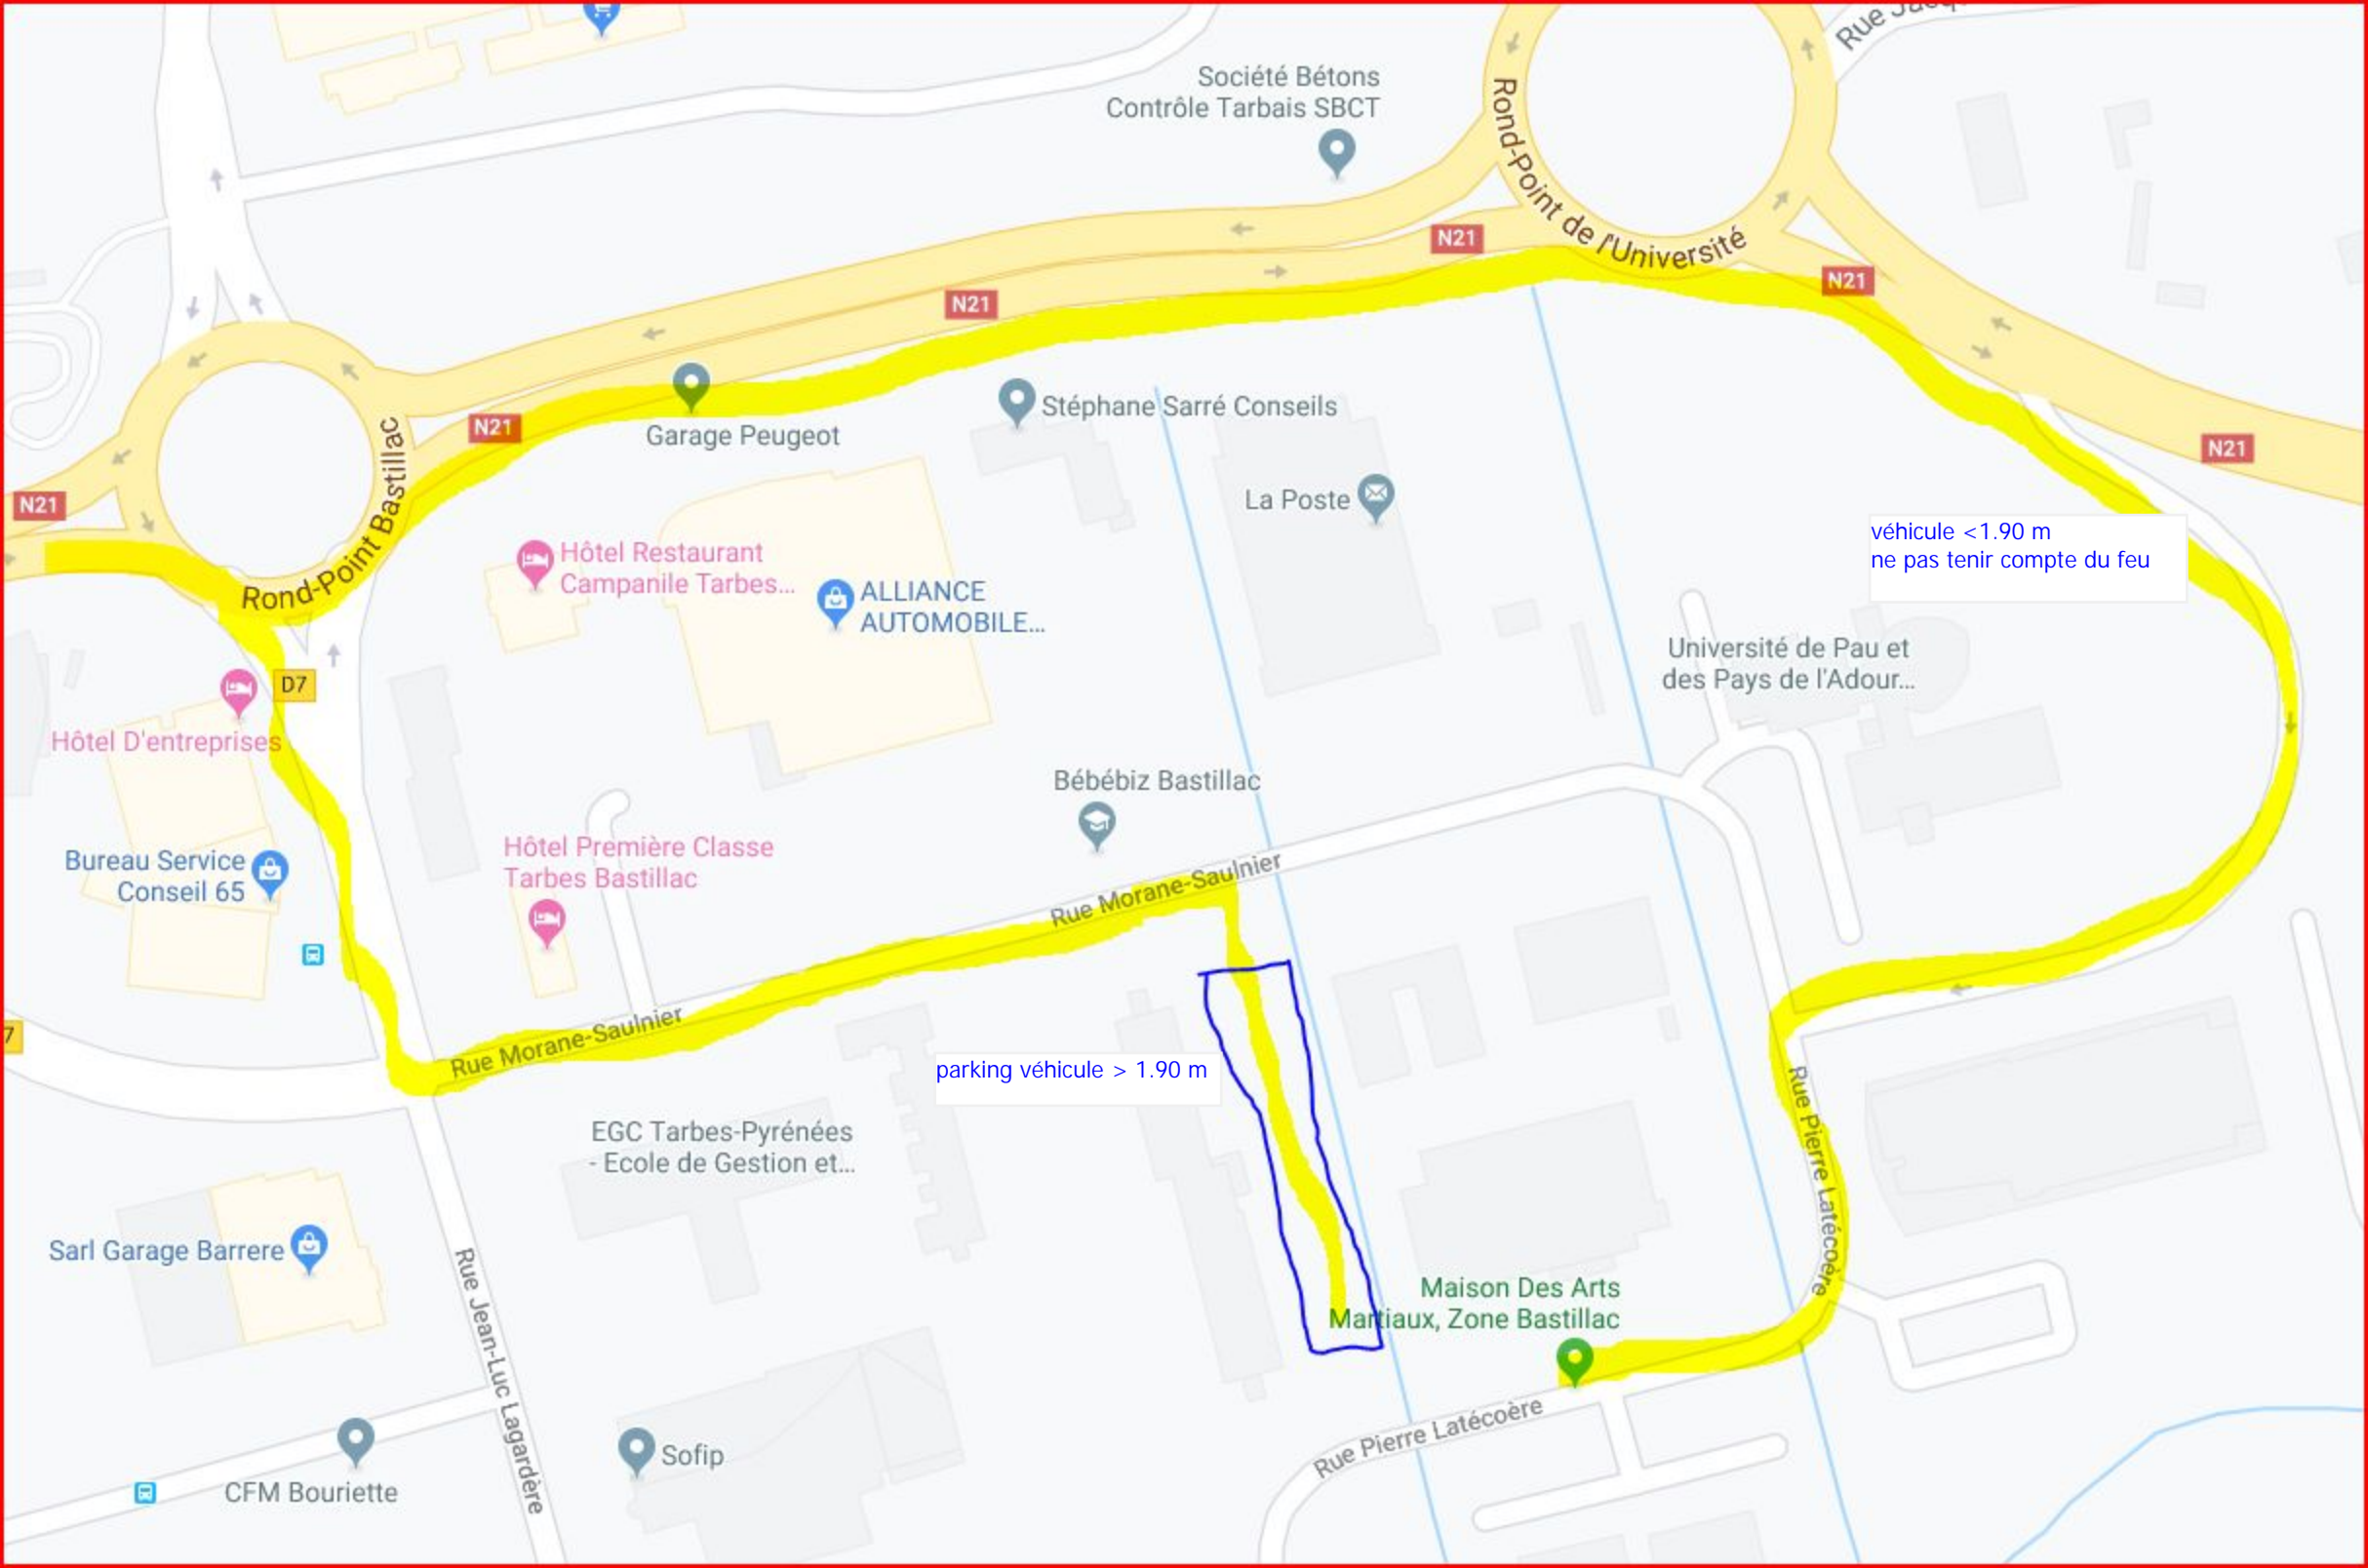 Rue
Société Bétons
Contrôle Tarbais SBCT
Rond-Point de l'Université
N21
N21
N21
N21
N21
N21
Garage Peugeot
Stéphane Sarré Conseils
La Poste
Rond-Point Bastillac
véhicule <1.90 m
ne pas tenir compte du feu
Hôtel Restaurant
Campanile Tarbes...
ALLIANCE
AUTOMOBILE...
Université de Pau et
des Pays de l'Adour...
D7
Hôtel D'entreprises
Bébébiz Bastillac
Hôtel Première Classe
Tarbes Bastillac
Bureau Service
Conseil 65
Rue Morane-Saulnier
Rue Morane-Saulnier
7
parking véhicule > 1.90 m
Rue Pierre Latécoère
EGC Tarbes-Pyrénées
- Ecole de Gestion et...
Sarl Garage Barrere
Rue Jean-Luc Lagardère
Maison Des Arts
Martiaux, Zone Bastillac
Rue Pierre Latécoère
Sofip
CFM Bouriette